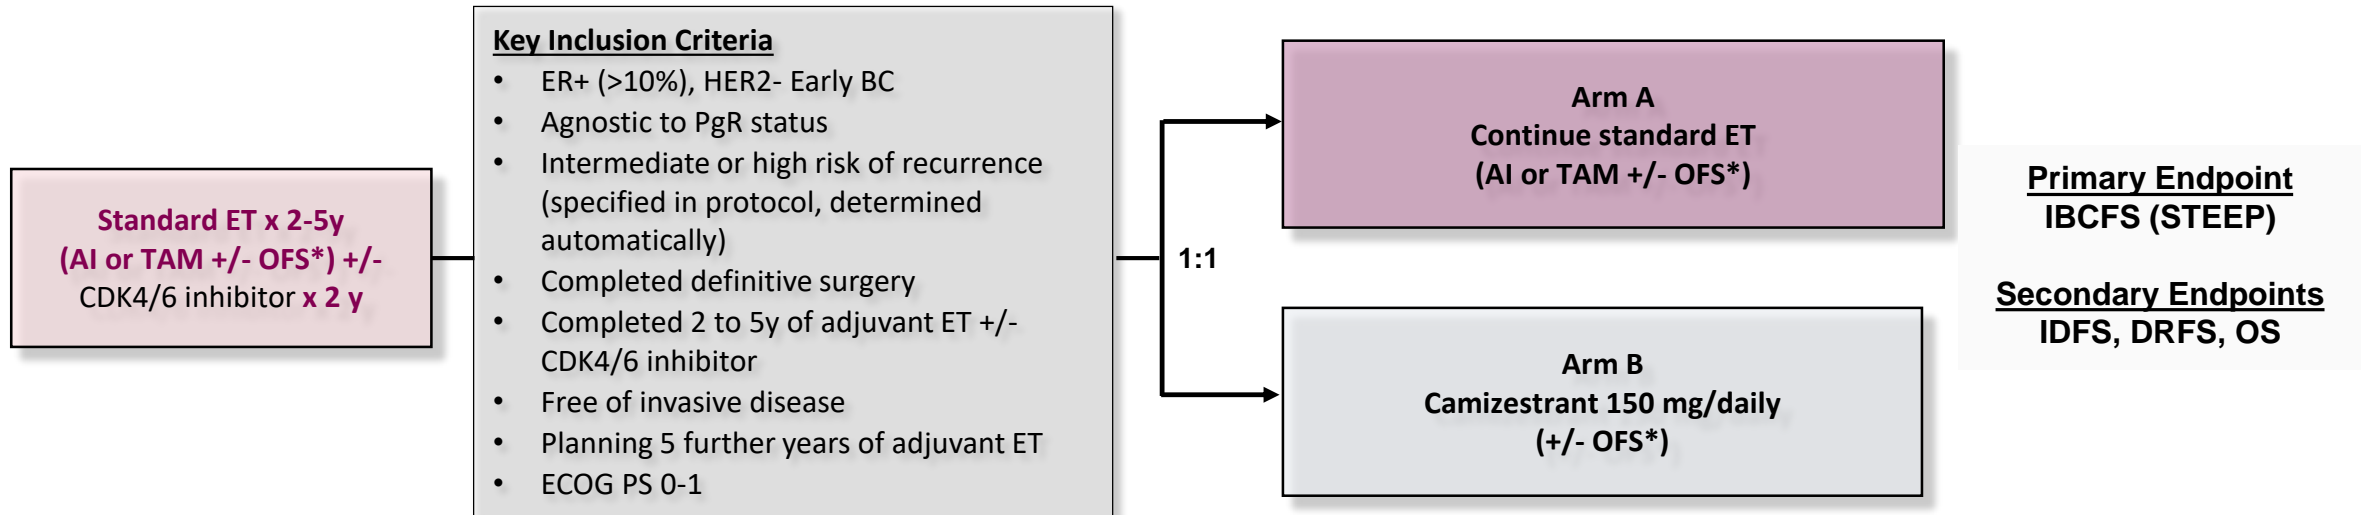 Standard ET x 2-5y
(AI or TAM +/- OFS*) +/-
CDK4/6 inhibitor x 2 y
Key Inclusion Criteria
• ER+ (>10%), HER2- Early BC
• Agnostic to PgR status
• Intermediate or high risk of recurrence
(specified in protocol, determined
automatically)
• Completed definitive surgery
• Completed 2 to 5y of adjuvant ET +/-
CDK4/6 inhibitor
• Free of invasive disease
• Planning 5 further years of adjuvant ET
• ECOG PS 0-1
1:1
Arm A
Continue standard ET
(AI or TAM +/- OFS*)
Arm B
Camizestrant 150 mg/daily
(+/- OFS*)
Primary Endpoint
IBCFS (STEEP)
Secondary Endpoints
IDFS, DRFS, OS